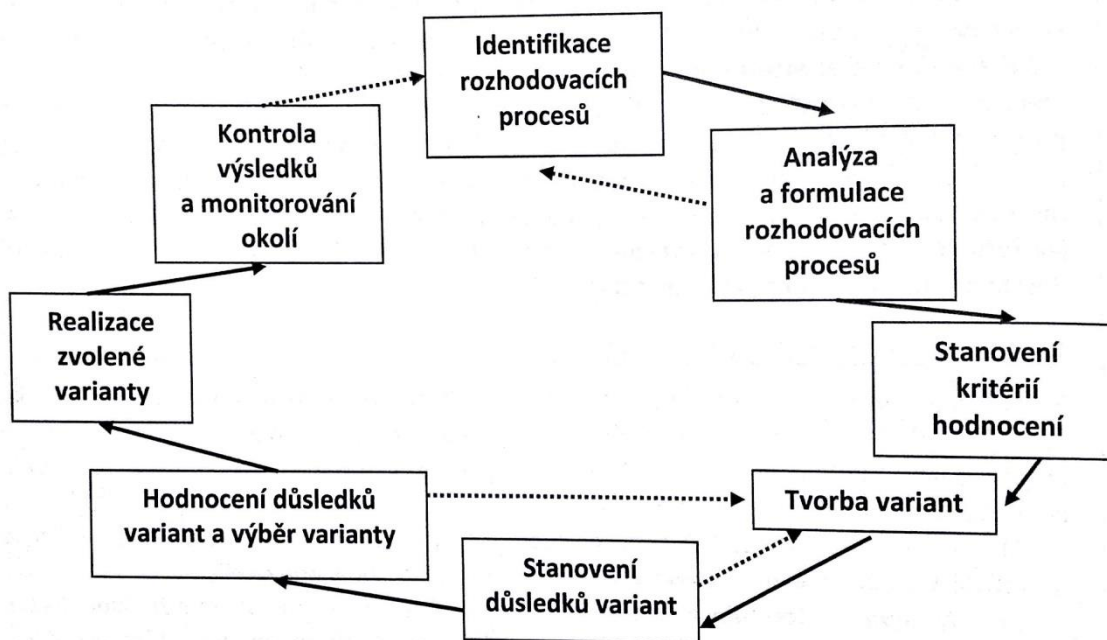 Identifikace
rozhodovacích
procesů
Analýza
a formulace
rozhodovacích
procesů
Stanovení
kritérií
hodnocení
Tvorba variant
Stanovení
důsledků variant
Hodnocení důsledků
variant a výběr varianty
Realizace
zvolené
varianty
Kontrola
výsledků
a monitorování
okolí